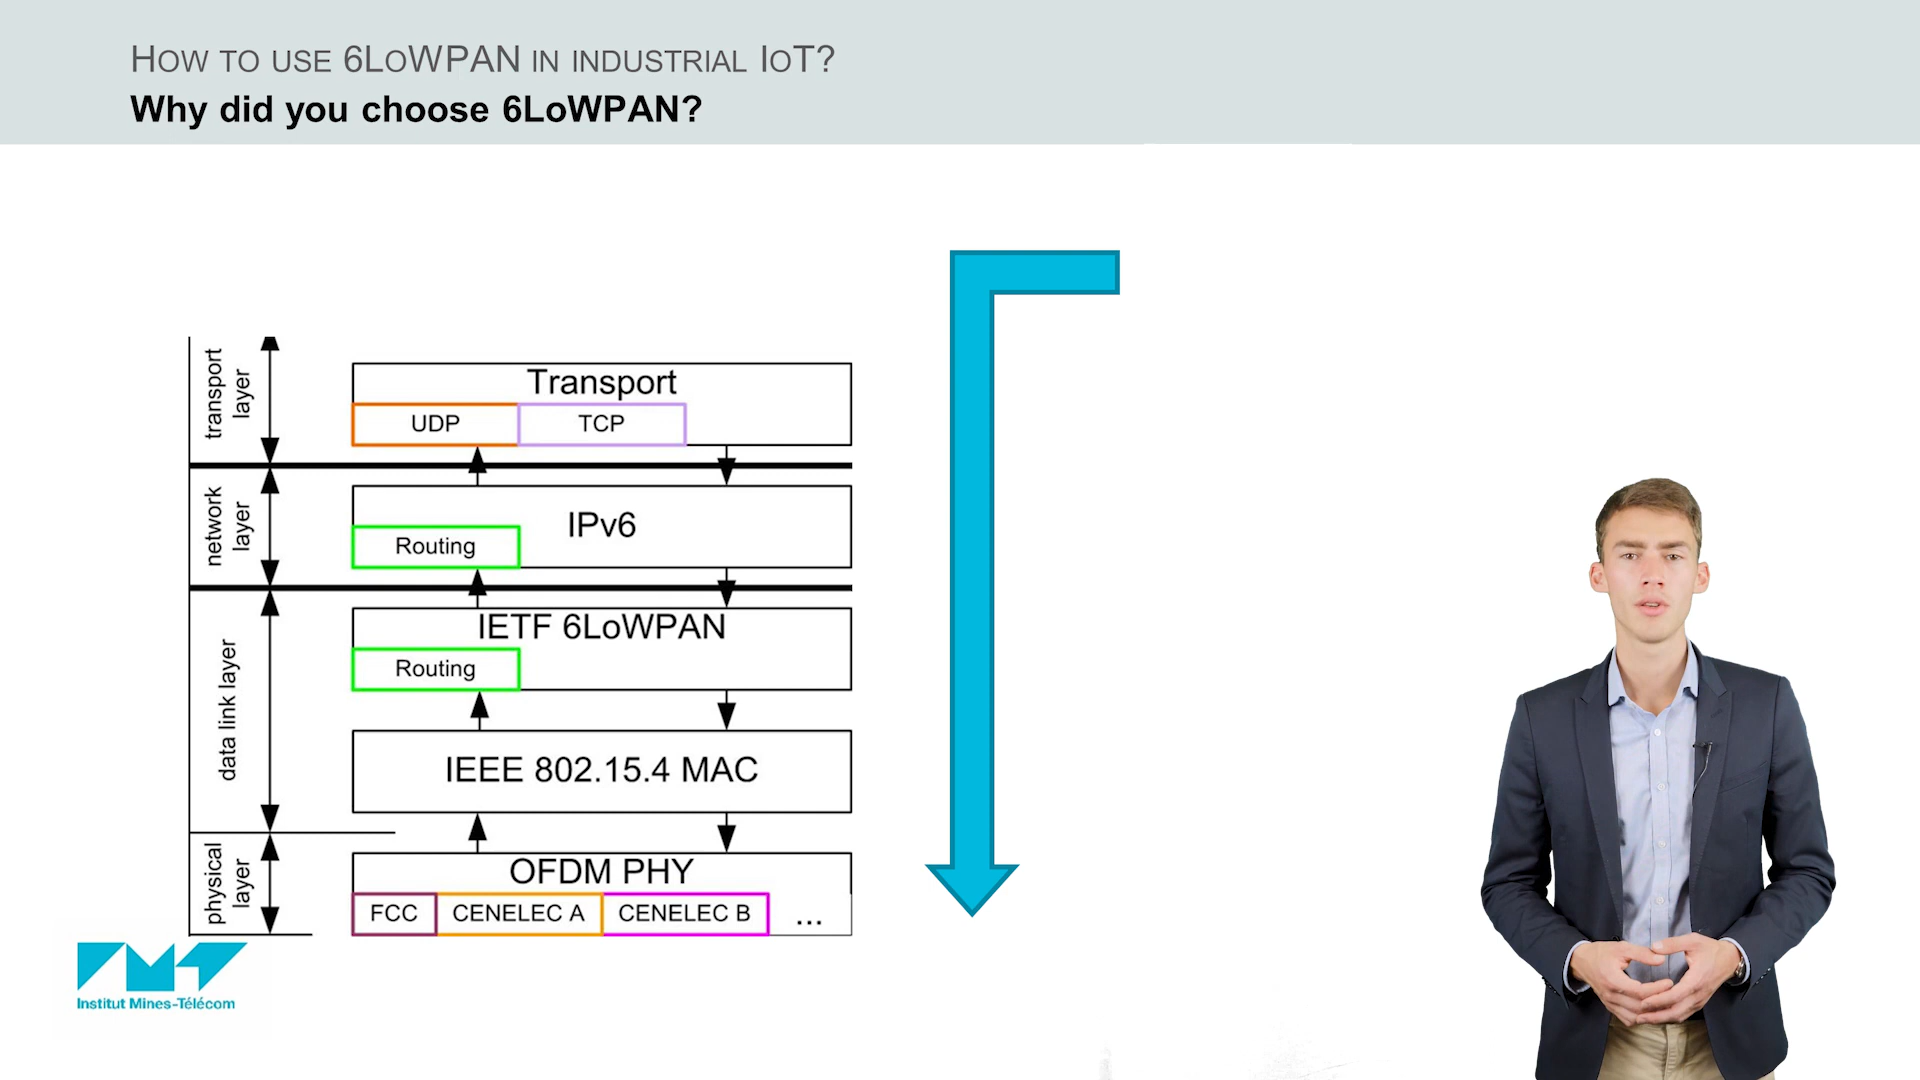 HOW TO USE 6LOWPAN IN INDUSTRIAL IOT?
Why did you choose 6LoWPAN?
transport
layer
Transport
UDP
TCP
network
layer
IPv6
Routing
data link layer
IETF 6LoWPAN
Routing
IEEE 802.15.4 MAC
physical
layer
OFDM PHY
FCC
CENELEC A
CENELEC B
...
Institut Mines-Télécom